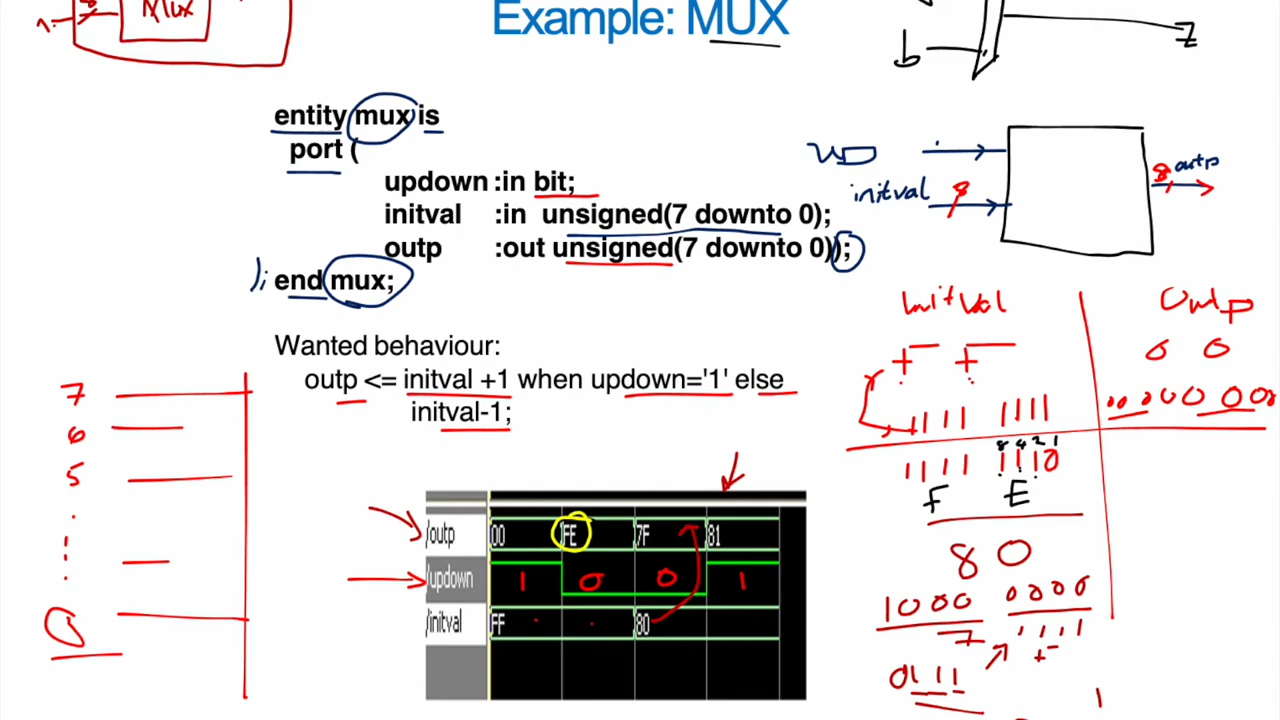 Mux
Example: MUX
b
z
entity mux is
port (
updown :in bit;
initval :in unsigned(7 downto 0);
outp :out unsigned(7 downto 0));
); end mux;
UD
initval
8
8
outp
Wanted behaviour:
outp <= initval +1 when updown='1' else
initval-1;
7
6
5
0
/outp 00 FE 7F 81
/updown 1 0 0 1
/initval FF 80
Initval
Outp
F F
0 0
1111 1111
0000 0000
8 4 2 1
1111 1110
F E
8 0
1000 0000
7
1111
F
0111